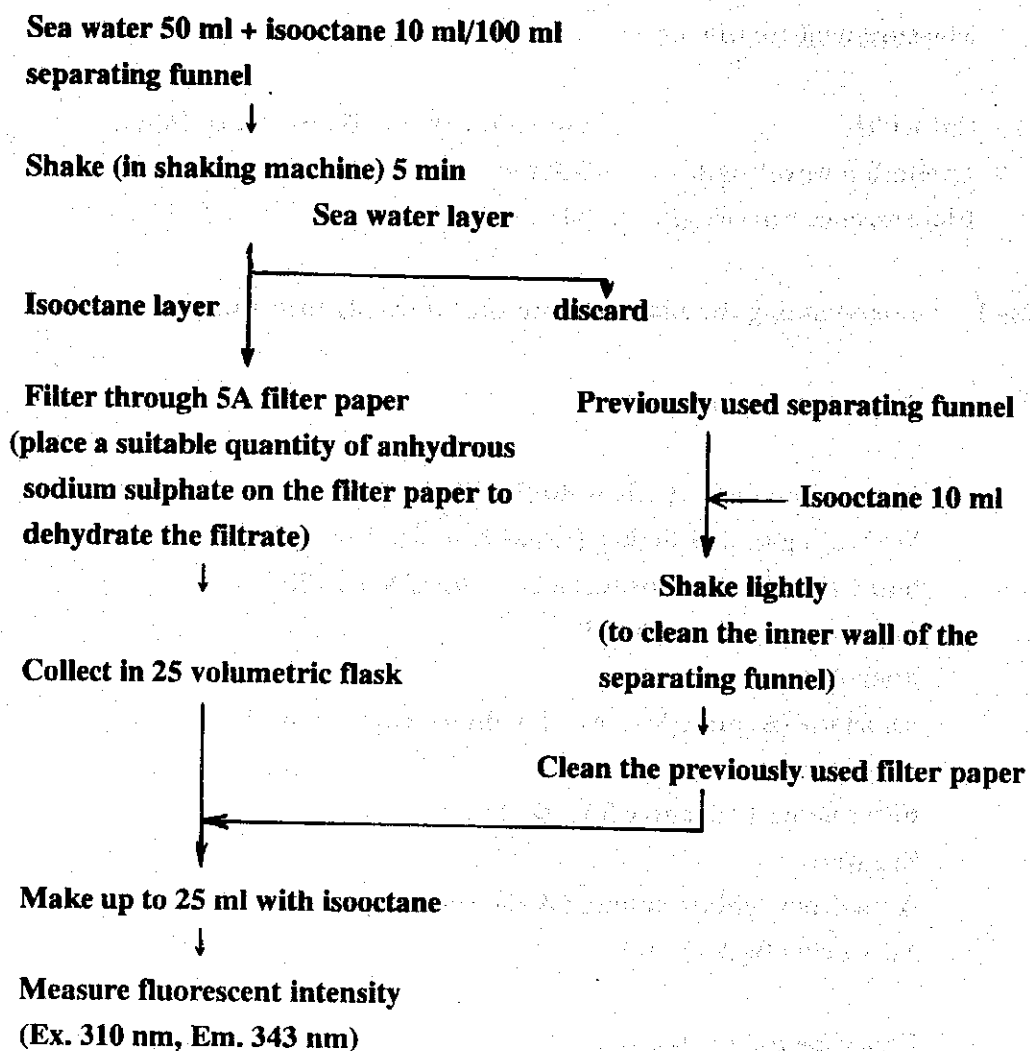 Sea water 50 ml + isooctane 10 ml/100 ml
separating funnel
Shake (in shaking machine) 5 min
Sea water layer
Isooctane layer
discard
Filter through 5A filter paper
(place a suitable quantity of anhydrous
sodium sulphate on the filter paper to
dehydrate the filtrate)
Previously used separating funnel
Isooctane 10 ml
Shake lightly
(to clean the inner wall of the
separating funnel)
Collect in 25 volumetric flask
Clean the previously used filter paper
Make up to 25 ml with isooctane
Measure fluorescent intensity
(Ex. 310 nm, Em. 343 nm)